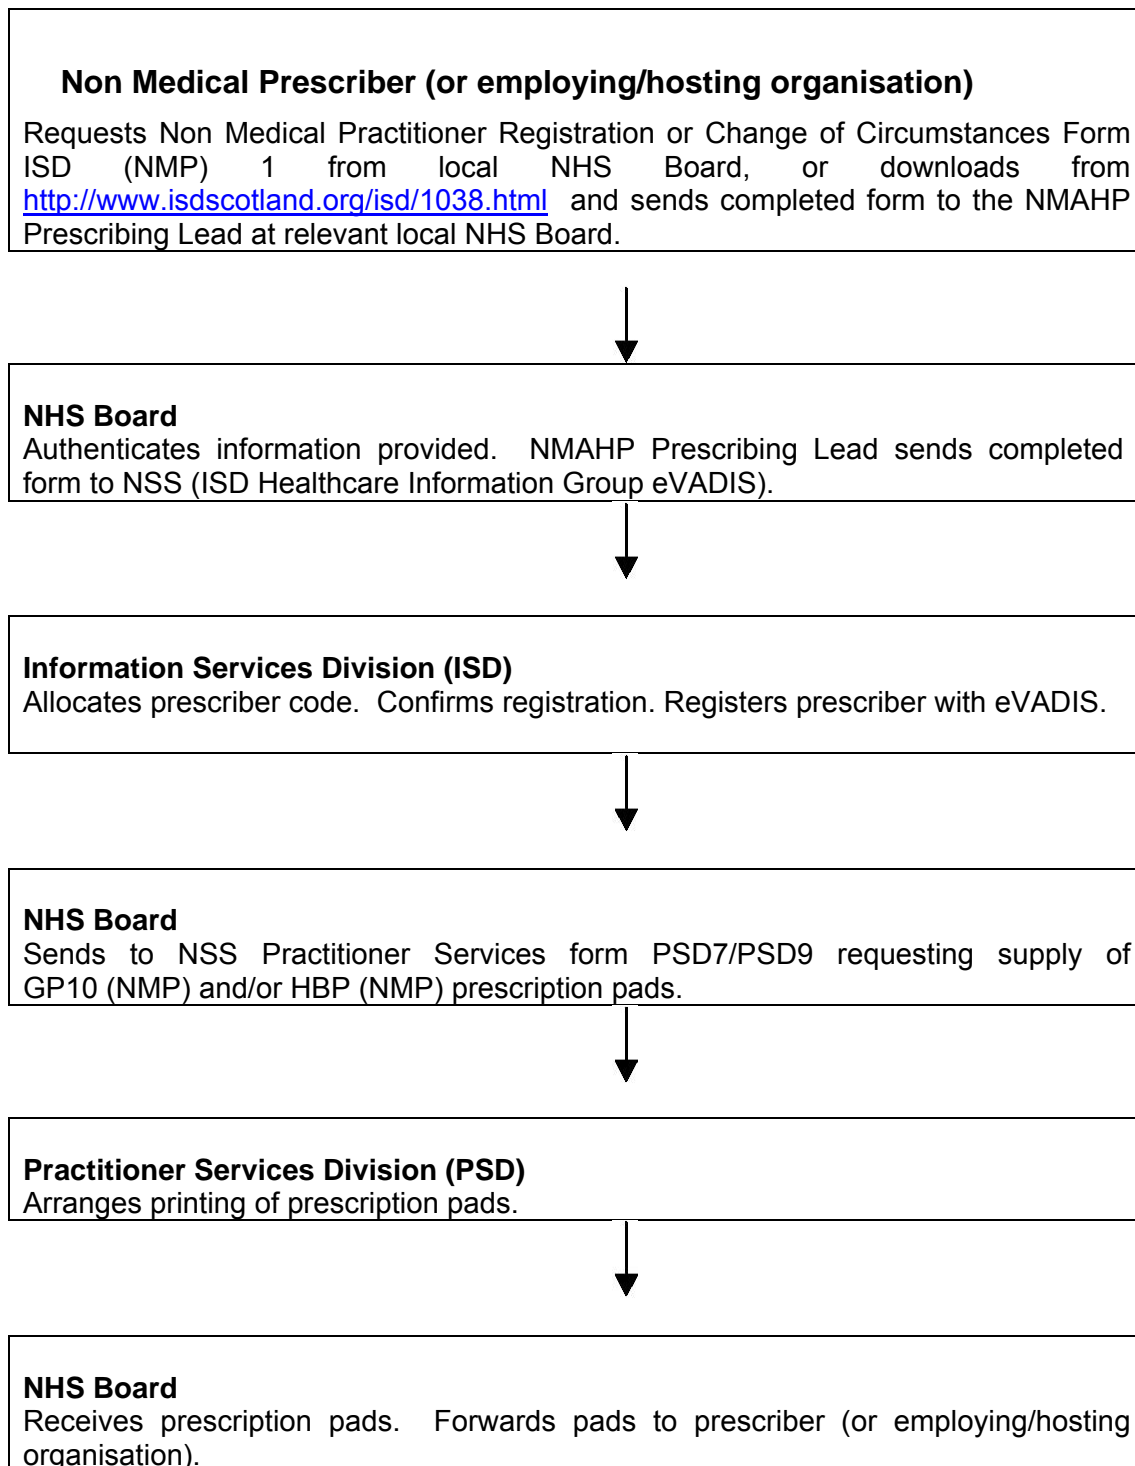 Non Medical Prescriber (or employing/hosting organisation)
Requests Non Medical Practitioner Registration or Change of Circumstances Form
ISD (NMP) 1 from local NHS Board, or downloads from
http://www.isdscotland.org/isd/1038.html and sends completed form to the NMAHP
Prescribing Lead at relevant local NHS Board.
NHS Board
Authenticates information provided. NMAHP Prescribing Lead sends completed
form to NSS (ISD Healthcare Information Group eVADIS).
Information Services Division (ISD)
Allocates prescriber code. Confirms registration. Registers prescriber with eVADIS.
NHS Board
Sends to NSS Practitioner Services form PSD7/PSD9 requesting supply of
GP10 (NMP) and/or HBP (NMP) prescription pads.
Practitioner Services Division (PSD)
Arranges printing of prescription pads.
NHS Board
Receives prescription pads. Forwards pads to prescriber (or employing/hosting
organisation).